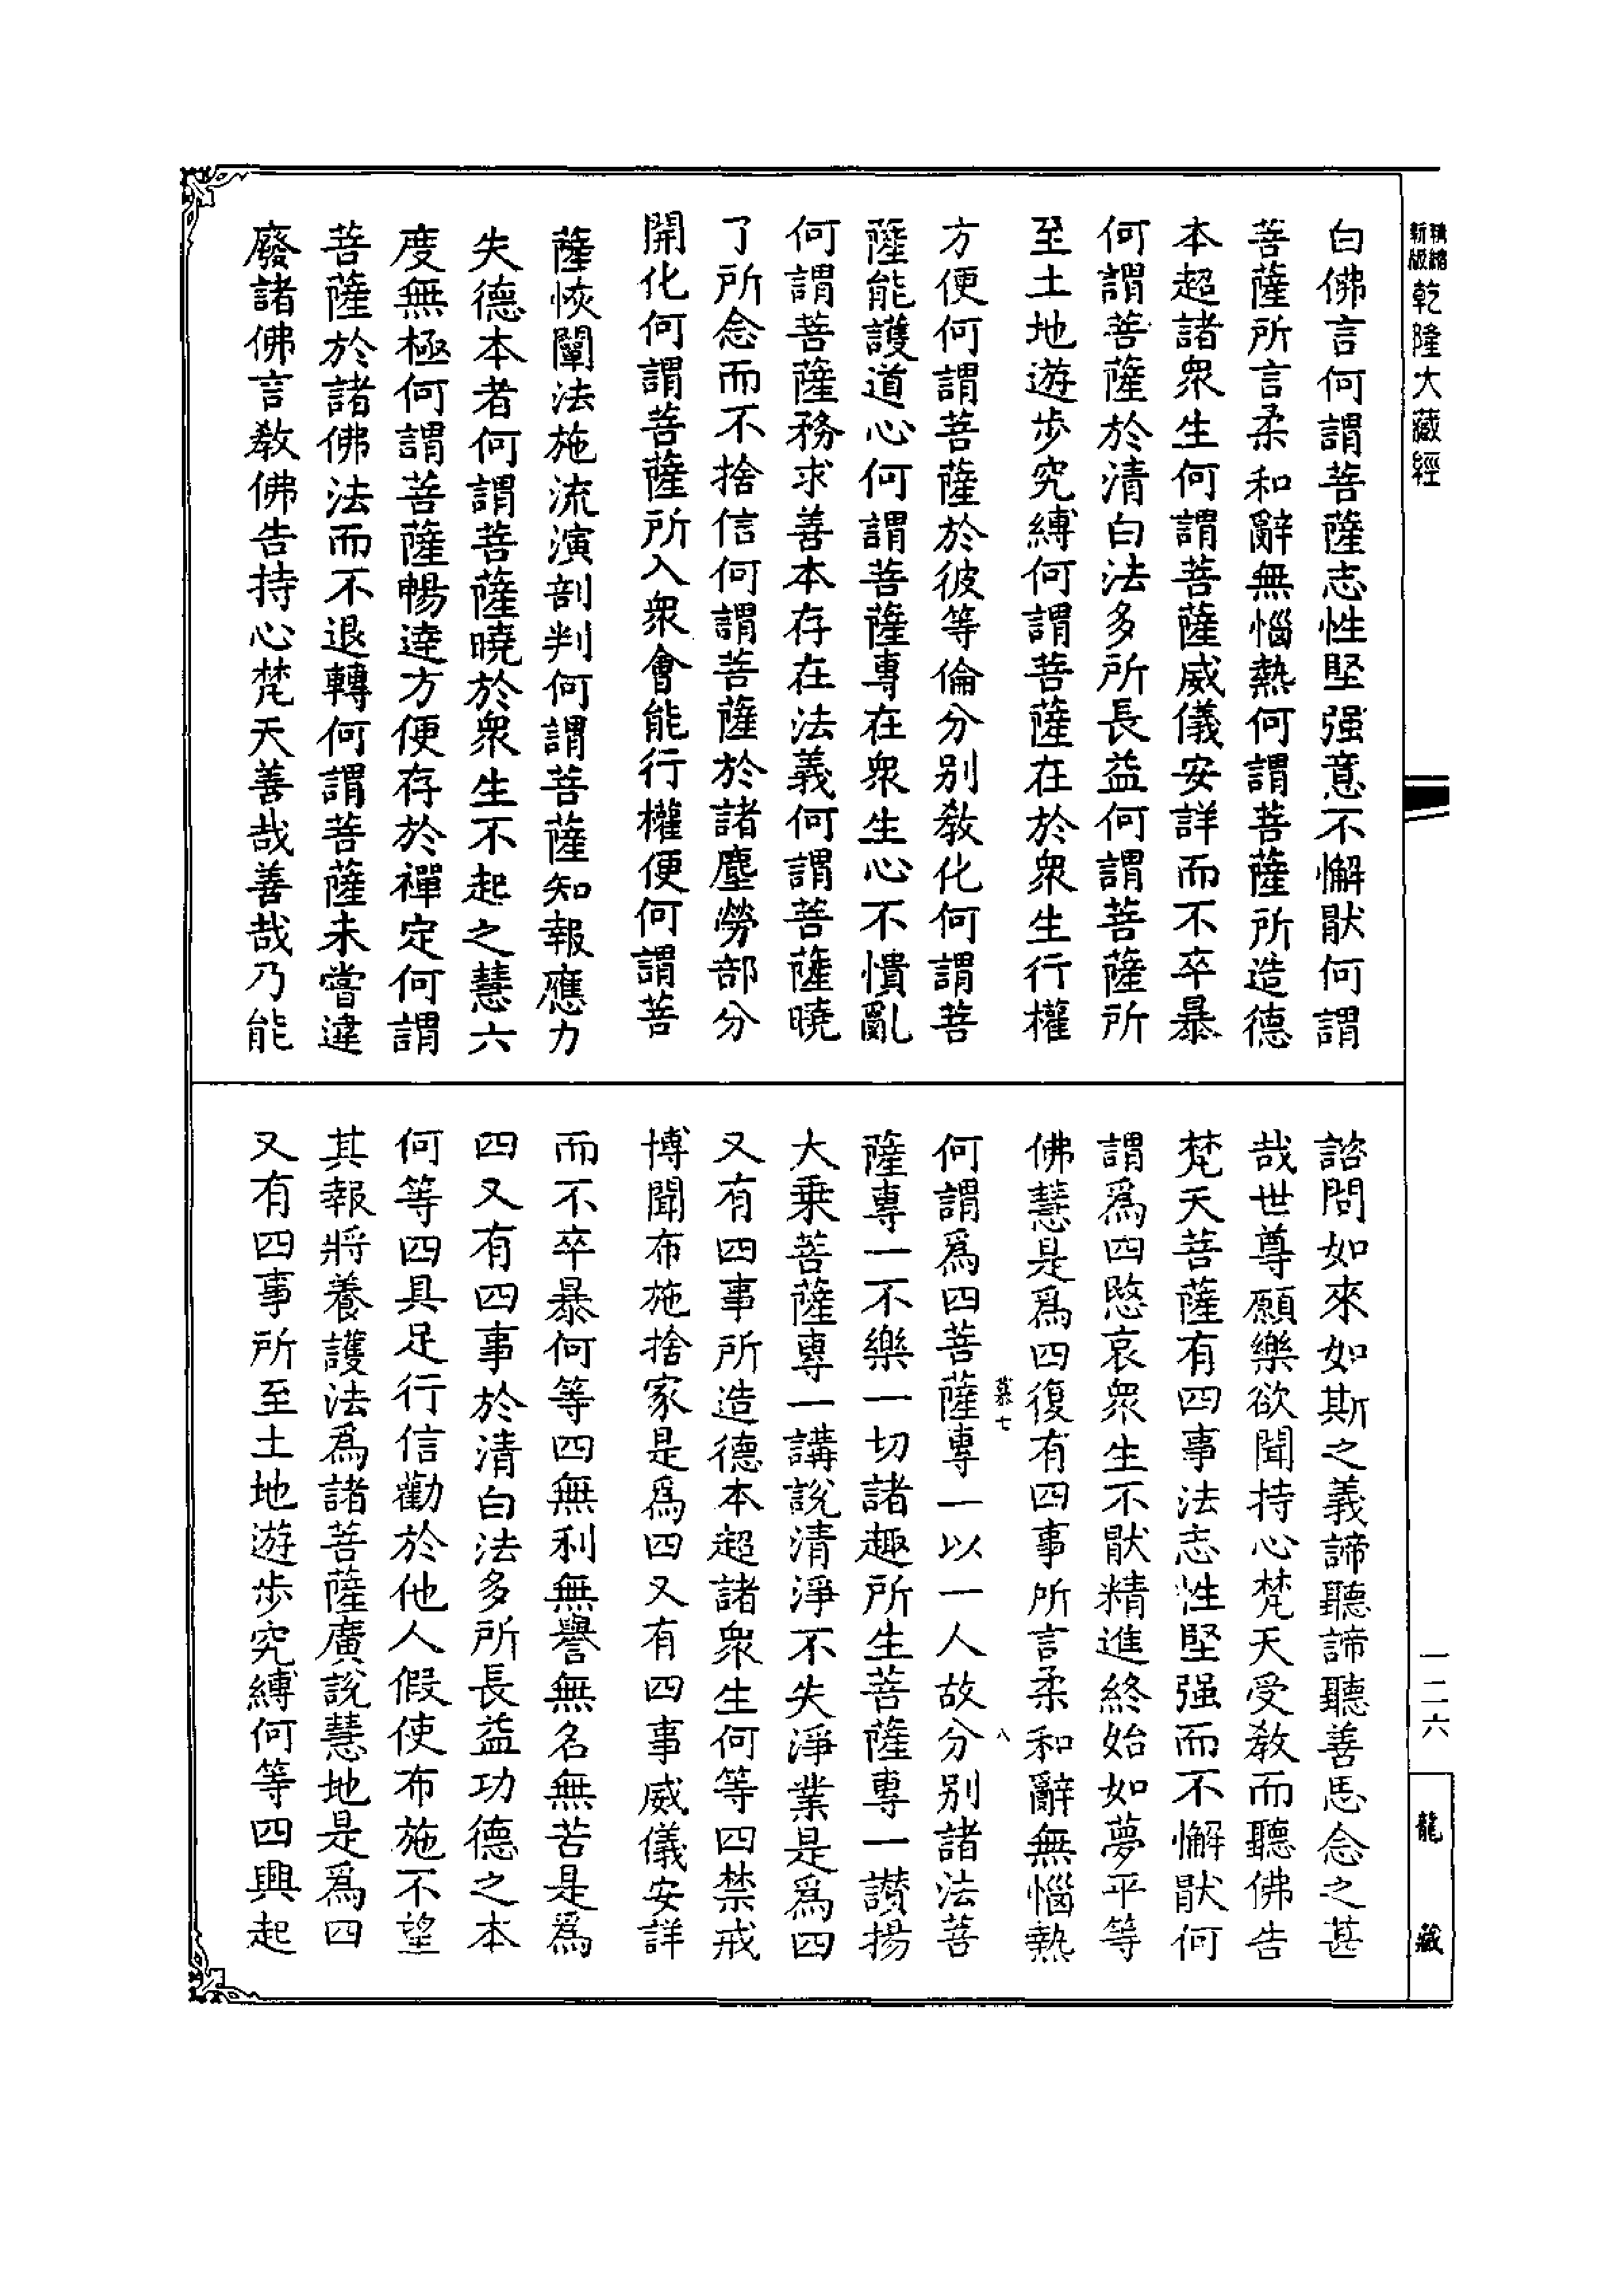 精縮新版乾隆大藏經
白佛言何謂菩薩志性堅强意不懈猒何謂
菩薩所言柔和辭無惱熱何謂菩薩所造德
本超諸衆生何謂菩薩威儀安詳而不卒暴
何謂菩薩於清白法多所長益何謂菩薩所
至土地遊步究縛何謂菩薩在於衆生行權
方便何謂菩薩於彼等倫分别敎化何謂菩
薩能護道心何謂菩薩專在衆生心不憒亂
何謂菩薩務求善本存在法義何謂菩薩曉
了所念而不捨信何謂菩薩於諸塵勞部分
開化何謂菩薩所入衆會能行權便何謂菩
薩恢闡法施流演剖判何謂菩薩知報應力
失德本者何謂菩薩曉於衆生不起之慧六
度無極何謂菩薩暢達方便存於禪定何謂
菩薩於諸佛法而不退轉何謂菩薩未嘗違
廢諸佛言敎佛告持心梵天善哉善哉乃能
諮問如來如斯之義諦聽諦聽善思念之甚
哉世尊願樂欲聞持心梵天受敎而聽佛告
梵天菩薩有四事法志性堅强而不懈猒何
謂爲四愍哀衆生不猒精進終始如夢平等
佛慧是爲四復有四事所言柔和辭無惱熱
慕七 八
何謂爲四菩薩專一以一人故分别諸法菩
薩專一不樂一切諸趣所生菩薩專一讃揚
大乗菩薩專一講說清淨不失淨業是爲四
又有四事所造德本超諸衆生何等四禁戒
博聞布施捨家是爲四又有四事威儀安詳
而不卒暴何等四無利無譽無名無苦是爲
四又有四事於清白法多所長益功德之本
何等四具足行信勸於他人假使布施不望
其報將養護法爲諸菩薩廣說慧地是爲四
又有四事所至土地遊步究縛何等四興起
一二六
龍藏